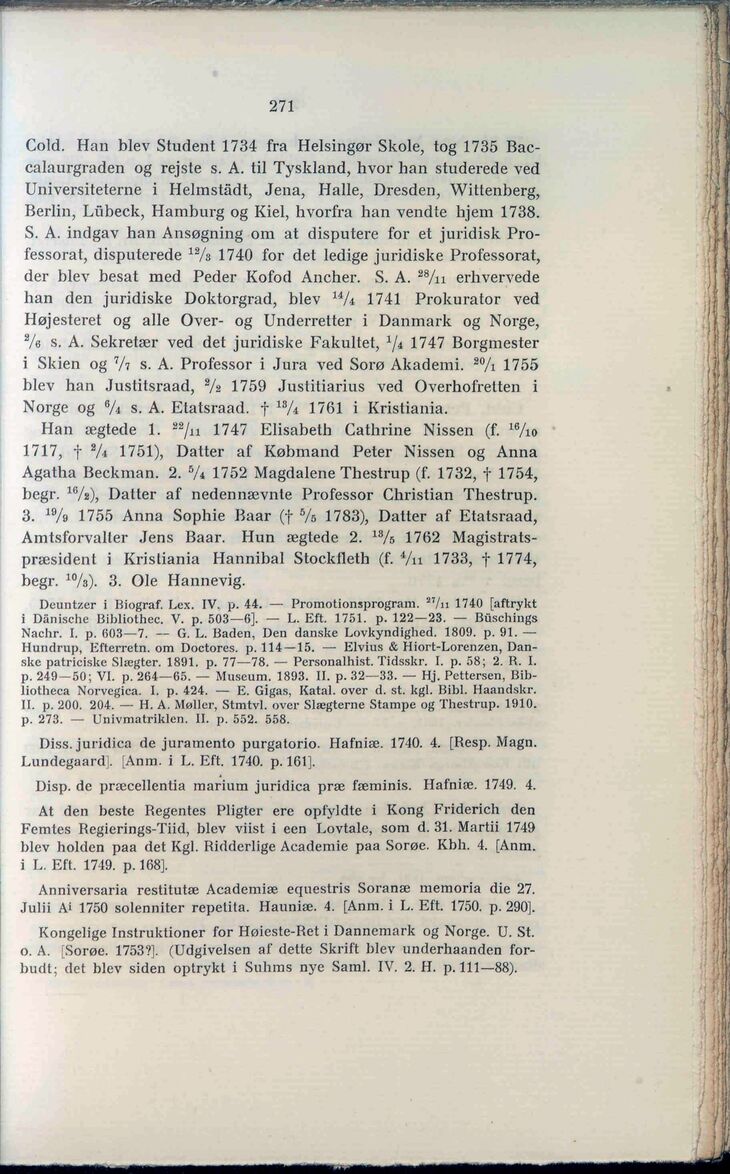 271
Cold. Han blev Student 1734 fra Helsingør Skole, tog 1735 Bac-
calaurgraden og rejste s. A. til Tyskland, hvor han studerede ved
Universiteterne i Helmstädt, Jena, Halle, Dresden, Wittenberg,
Berlin, Lübeck, Hamburg og Kiel, hvorfra han vendte hjem 1738.
S. A. indgav han Ansøgning om at disputere for et juridisk Pro-
fessorat, disputerede 12/3 1740 for det ledige juridiske Professorat,
der blev besat med Peder Kofod Ancher. S. A. 28/11 erhvervede
han den juridiske Doktorgrad, blev 14/4 1741 Prokurator ved
Højesteret og alle Over- og Underretter i Danmark og Norge,
2/6 s. A. Sekretær ved det juridiske Fakultet, 1/4 1747 Borgmester
i Skien og 7/7 s. A. Professor i Jura ved Sorø Akademi. 20/1 1755
blev han Justitsraad, 2/2 1759 Justitiarius ved Overhofretten i
Norge og 6/4 s. A. Etatsraad. † 13/4 1761 i Kristiania.
Han ægtede 1. 22/11 1747 Elisabeth Cathrine Nissen (f. 16/10
1717, † 2/4 1751), Datter af Købmand Peter Nissen og Anna
Agatha Beckman. 2. 5/4 1752 Magdalene Thestrup (f. 1732, † 1754,
begr. 16/2), Datter af nedennævnte Professor Christian Thestrup.
3. 19/9 1755 Anna Sophie Baar († 5/5 1783), Datter af Etatsraad,
Amtsforvalter Jens Baar. Hun ægtede 2. 13/5 1762 Magistrats-
præsident i Kristiania Hannibal Stockfleth (f. 4/11 1733, † 1774,
begr. 10/3). 3. Ole Hannevig.
Deuntzer i Biograf. Lex. IV. p. 44. — Promotionsprogram. 27/11 1740 [aftrykt
i Dänische Bibliothec. V. p. 503—6]. — L. Eft. 1751. p. 122—23. — Büschings
Nachr. I. p. 603—7. — G. L. Baden, Den danske Lovkyndighed. 1809. p. 91. —
Hundrup, Efterretn. om Doctores. p. 114—15. — Elvius & Hiort-Lorenzen, Dan-
ske patriciske Slægter. 1891. p. 77—78. — Personalhist. Tidsskr. I. p. 58; 2. R. I.
p. 249—50; VI. p. 264—65. — Museum. 1893. II. p. 32—33. — Hj. Pettersen, Bib-
liotheca Norvegica. I. p. 424. — E. Gigas, Katal. over d. st. kgl. Bibl. Haandskr.
II. p. 200. 204. — H. A. Møller, Stmtvl. over Slægterne Stampe og Thestrup. 1910.
p. 273. — Univmatriklen. II. p. 552. 558.
Diss. juridica de juramento purgatorio. Hafniæ. 1740. 4. [Resp. Magn.
Lundegaard]. [Anm. i L. Eft. 1740. p. 161].
Disp. de præcellentia marium juridica præ fæminis. Hafniæ. 1749. 4.
At den beste Regentes Pligter ere opfyldte i Kong Friderich den
Femtes Regierings-Tiid, blev viist i een Lovtale, som d. 31. Martii 1749
blev holden paa det Kgl. Ridderlige Academie paa Sorøe. Kbh. 4. [Anm.
i L. Eft. 1749. p. 168].
Anniversaria restitutæ Academiæ equestris Soranæ memoria die 27.
Julii Ai 1750 solenniter repetita. Hauniæ. 4. [Anm. i L. Eft. 1750. p. 290].
Kongelige Instruktioner for Høieste-Ret i Dannemark og Norge. U. St.
o. A. [Sorøe. 1753?]. (Udgivelsen af dette Skrift blev underhaanden for-
budt; det blev siden optrykt i Suhms nye Saml. IV. 2. H. p. 111—88).